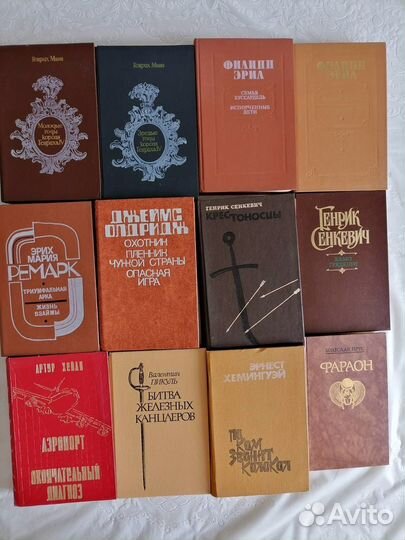 Генрих Манн
Молодые
годы
короля
Генриха IV
Генрих Манн
Зрелые
годы
короля
Генриха IV
ФИЛИПП
ЭРИА
СЕМЬЯ
БУССАРДЕЛЬ
ИСПОРЧЕННЫЕ
ДЕТИ
ФИЛИПП
ЭРИА
ЭРИХ
МАРИЯ
РЕМАРК
ТРИУМФАЛЬНАЯ
АРКА
ЖИЗНЬ
ВЗАЙМЫ
ДЖЕЙМС
ОЛДРИДЖ
ОХОТНИК
ПЛЕННИК
ЧУЖОЙ СТРАНЫ
ОПАСНАЯ
ИГРА
ГЕНРИК СЕНКЕВИЧ
КРЕСТОНОСЦЫ
ГЕНРИК
СЕНКЕВИЧ
КАМО
ГРЯДЕШИ
АРТУР ХЕЙЛИ
АЭРОПОРТ
ОКОНЧАТЕЛЬНЫЙ
ДИАГНОЗ
Валентин
ПИКУЛЬ
БИТВА
ЖЕЛЕЗНЫХ
КАНЦЛЕРОВ
ЭРНЕСТ
ХЕМИНГУЭЙ
ПО
КОМ
ЗВОНИТ
КОЛОКОЛ
БОЛЕСЛАВ ПРУС
ФАРАОН
Avito